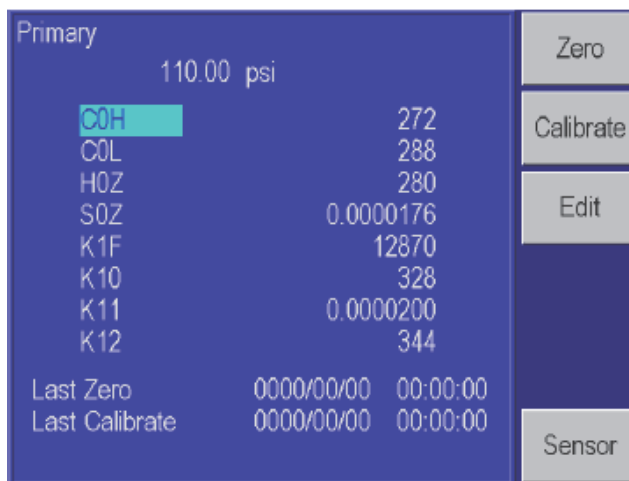 Primary
110.00 psi
C0H 272
C0L 288
H0Z 280
S0Z 0.0000176
K1F 12870
K10 328
K11 0.0000200
K12 344
Last Zero 0000/00/00 00:00:00
Last Calibrate 0000/00/00 00:00:00
Zero
Calibrate
Edit
Sensor